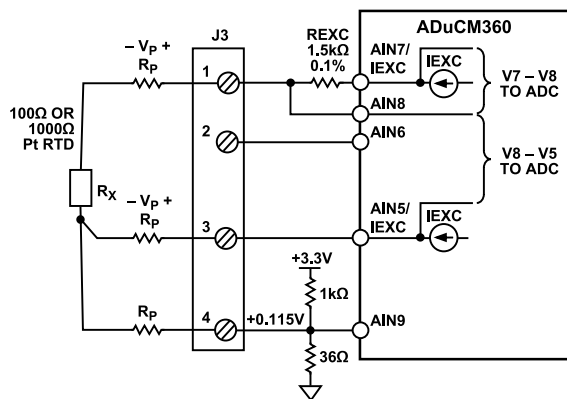 ADuCM360
J3
– VP +
RP
1
REXC
1.5kΩ
0.1%
AIN7/
IEXC
IEXC
V7 – V8
TO ADC
100Ω OR
1000Ω
Pt RTD
AIN8
2
AIN6
V8 – V5
TO ADC
RX
– VP +
RP
3
AIN5/
IEXC
IEXC
+3.3V
1kΩ
RP
4
+0.115V
AIN9
36Ω